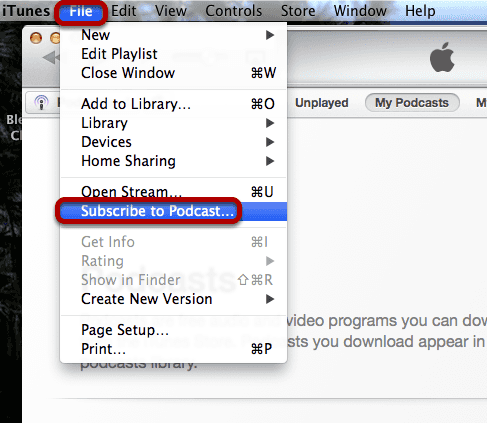 iTunes File Edit View Controls Store Window Help
New
Edit Playlist
Close Window ⌘W
Unplayed My Podcasts
Add to Library... ⌘O
Library
Devices
Home Sharing
Open Stream... ⌘U
Subscribe to Podcast...
Get Info ⌘I
Rating
Podcasts
Show in Finder ⇧⌘R
Create New Version
video programs you can dow
Page Setup...
sts you download appear in
Print... ⌘P
podcasts library.